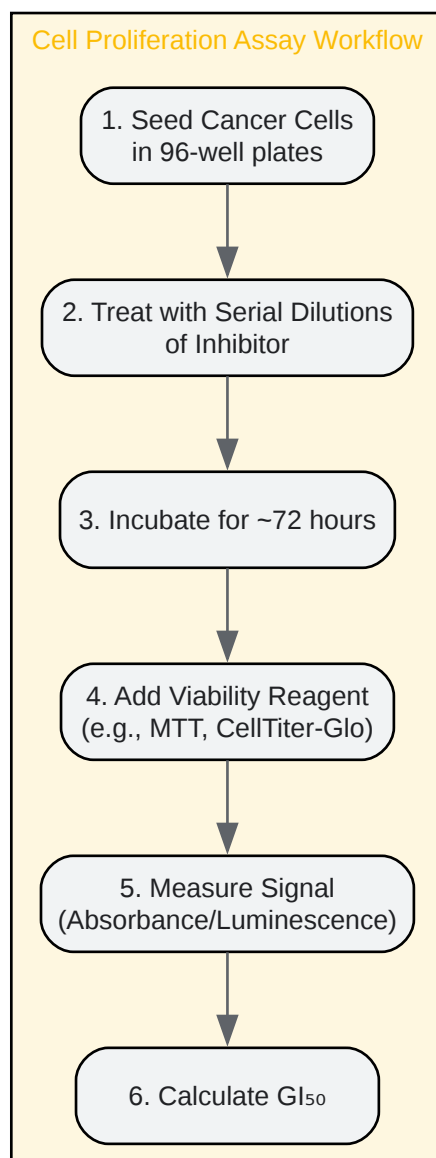 Cell Proliferation Assay Workflow
1. Seed Cancer Cells
in 96-well plates
2. Treat with Serial Dilutions
of Inhibitor
3. Incubate for ~72 hours
4. Add Viability Reagent
(e.g., MTT, CellTiter-Glo)
5. Measure Signal
(Absorbance/Luminescence)
6. Calculate GI₅₀